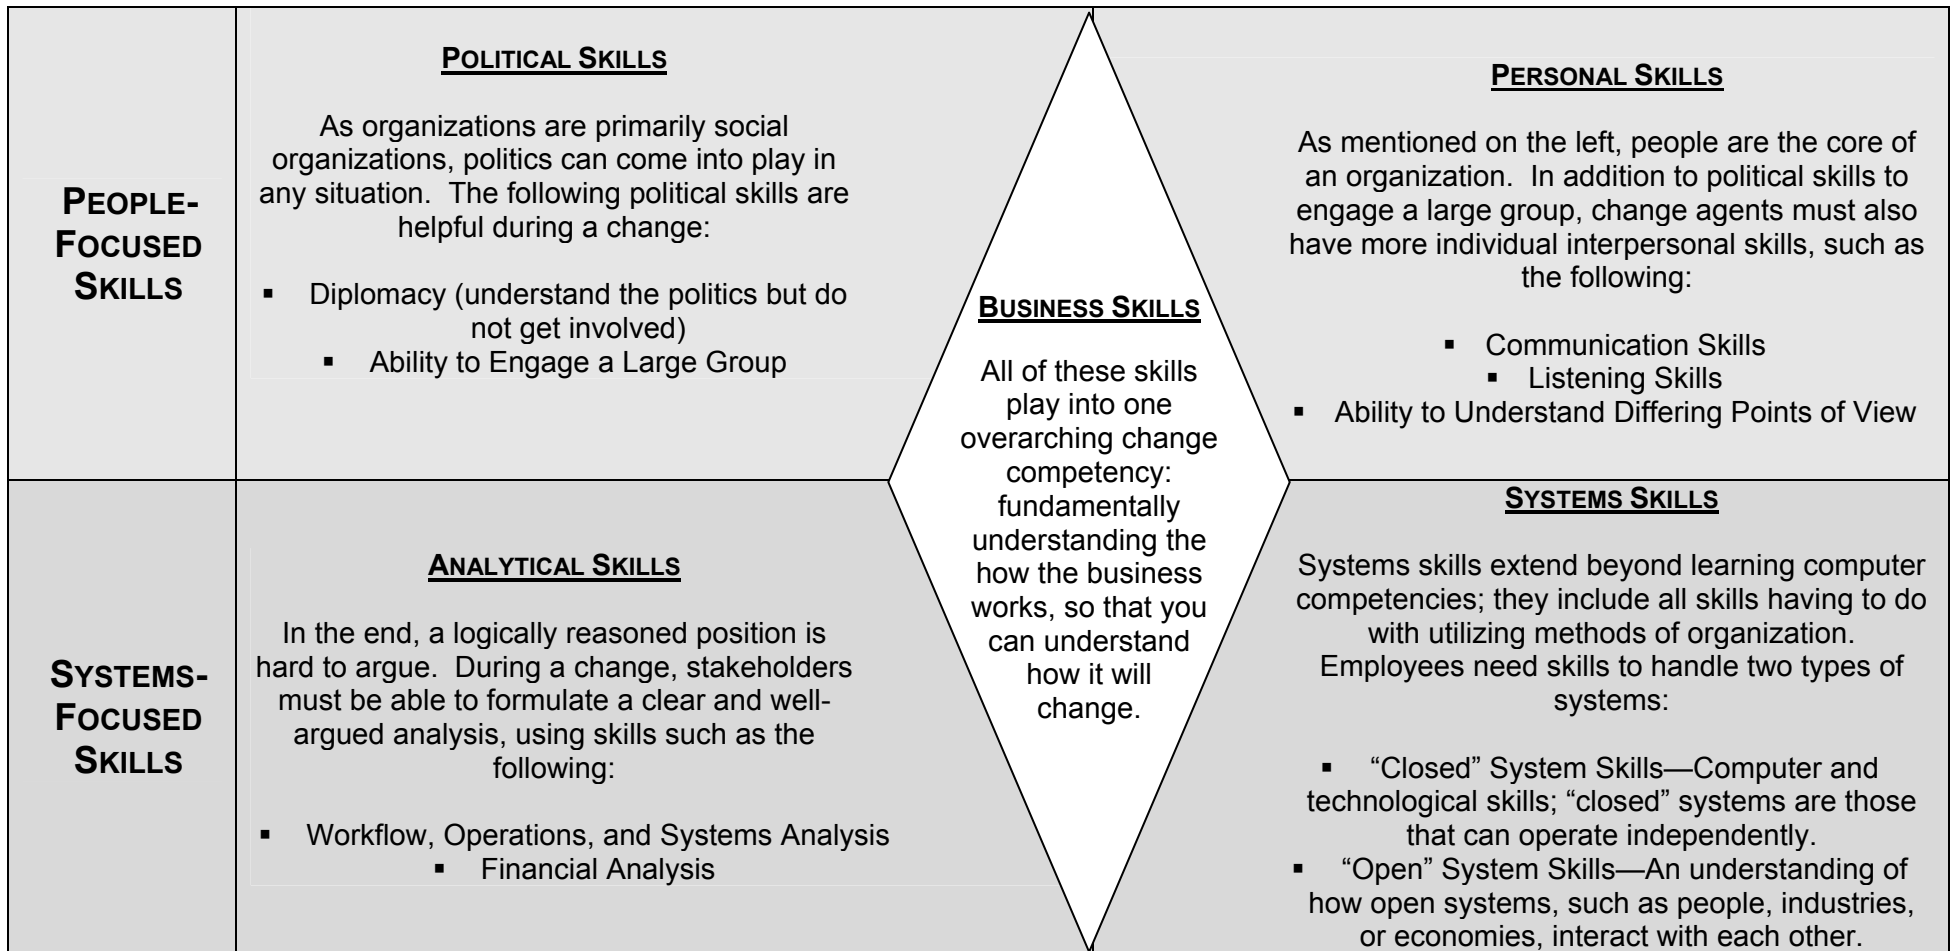 PEOPLE-
FOCUSED
SKILLS
POLITICAL SKILLS
As organizations are primarily social
organizations, politics can come into play in
any situation. The following political skills are
helpful during a change:
▪ Diplomacy (understand the politics but do
not get involved)
▪ Ability to Engage a Large Group
PERSONAL SKILLS
As mentioned on the left, people are the core of
an organization. In addition to political skills to
engage a large group, change agents must also
have more individual interpersonal skills, such as
the following:
▪ Communication Skills
▪ Listening Skills
▪ Ability to Understand Differing Points of View
BUSINESS SKILLS
All of these skills
play into one
overarching change
competency:
fundamentally
understanding the
how the business
works, so that you
can understand
how it will
change.
SYSTEMS-
FOCUSED
SKILLS
ANALYTICAL SKILLS
In the end, a logically reasoned position is
hard to argue. During a change, stakeholders
must be able to formulate a clear and well-
argued analysis, using skills such as the
following:
▪ Workflow, Operations, and Systems Analysis
▪ Financial Analysis
SYSTEMS SKILLS
Systems skills extend beyond learning computer
competencies; they include all skills having to do
with utilizing methods of organization.
Employees need skills to handle two types of
systems:
▪ “Closed” System Skills—Computer and
technological skills; “closed” systems are those
that can operate independently.
▪ “Open” System Skills—An understanding of
how open systems, such as people, industries,
or economies, interact with each other.